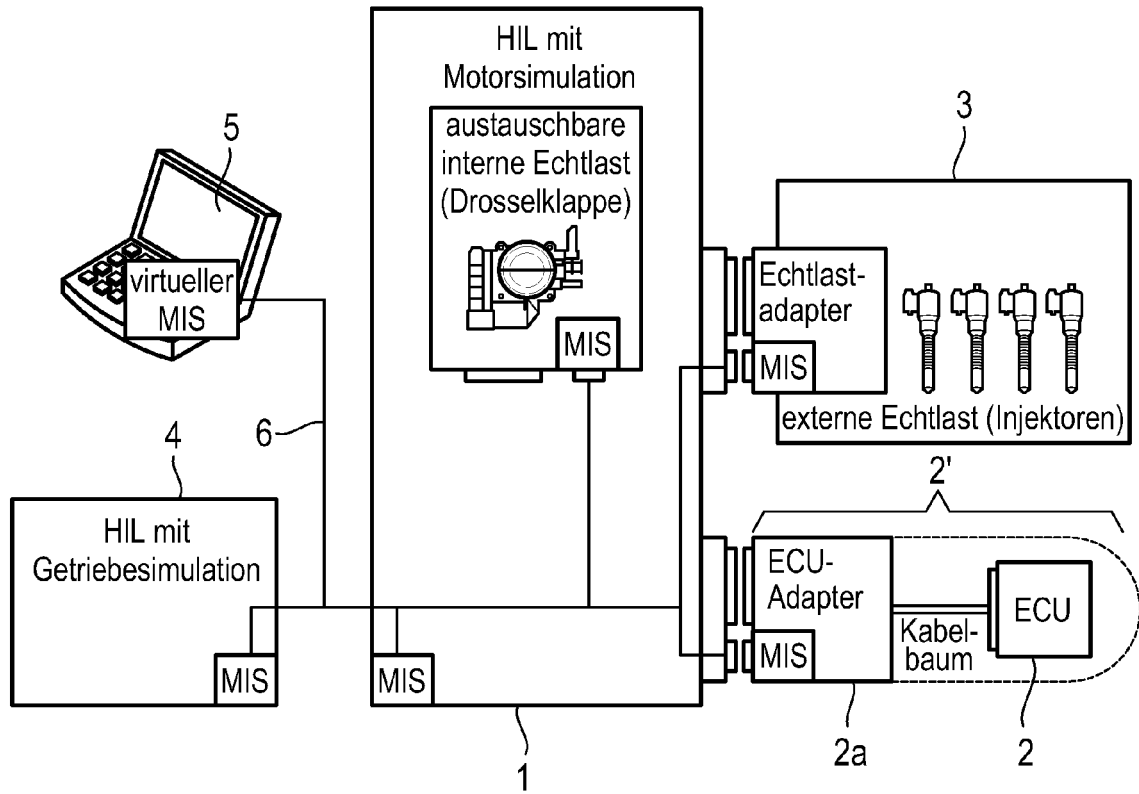 HIL mit
Motorsimulation
austauschbare
interne Echtlast
(Drosselklappe)
MIS
5
virtueller
MIS
6
3
Echtlast-
adapter
MIS
externe Echtlast (Injektoren)
4
HIL mit
Getriebesimulation
MIS
MIS
1
2'
ECU-
Adapter
MIS
Kabel-
baum
ECU
2a
2